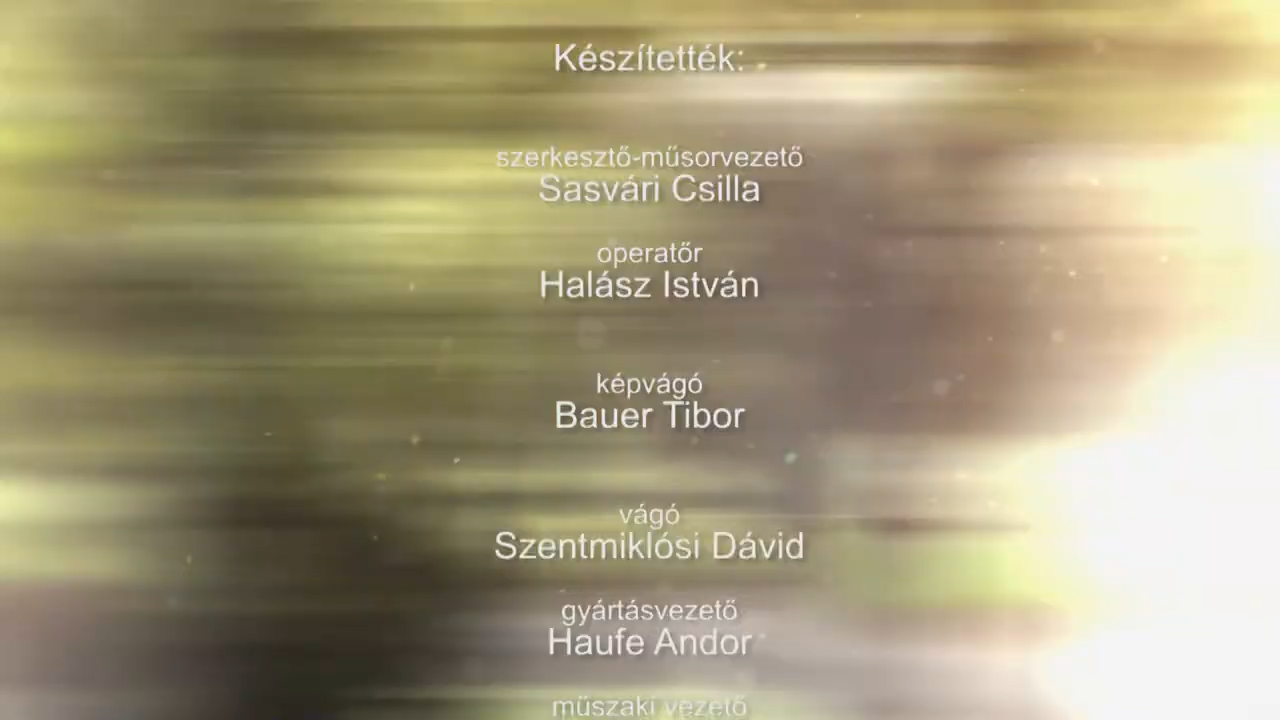 Készítették:
szerkesztő-műsorvezető
Sasvári Csilla
operatőr
Halász István
képvágó
Bauer Tibor
vágó
Szentmiklósi Dávid
gyártásvezető
Haufe Andor
műszaki vezető